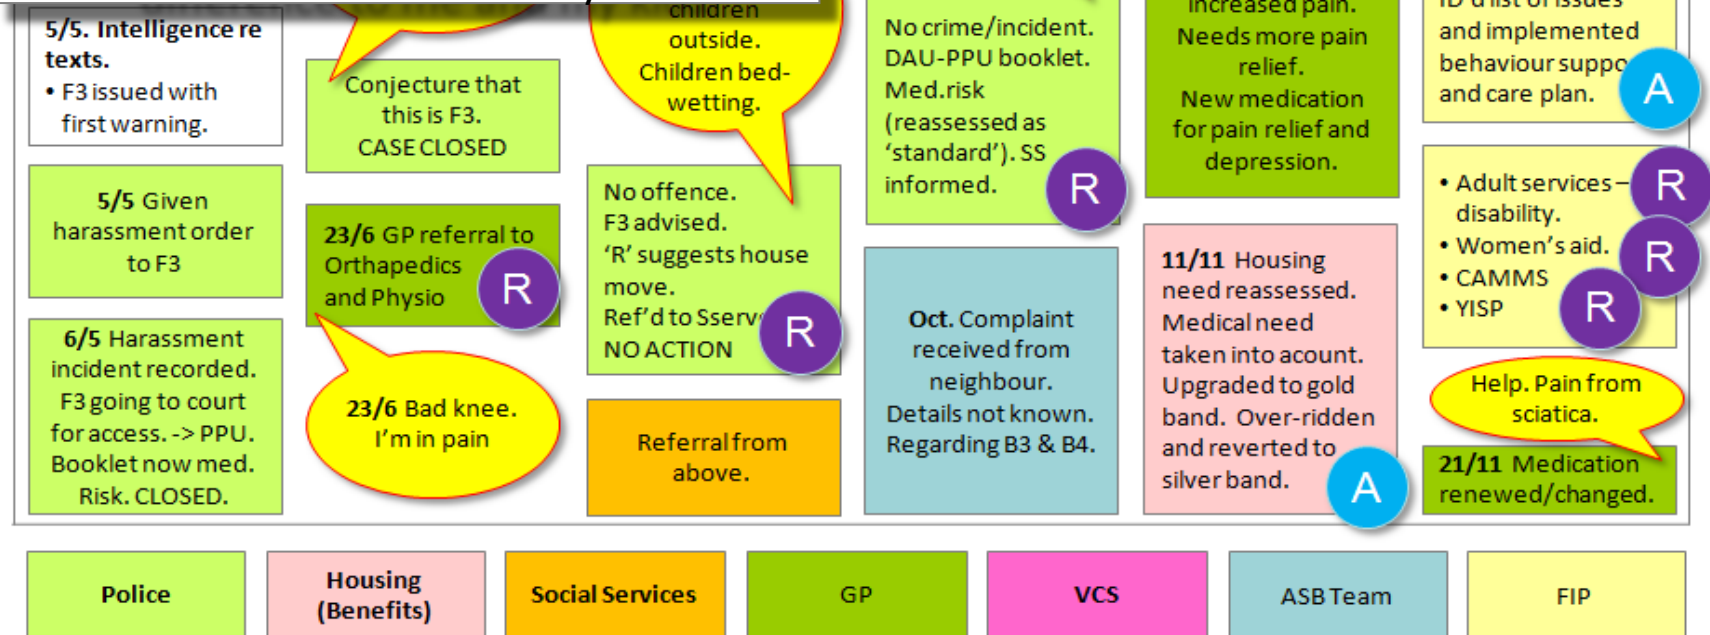 5/5. Intelligence re
texts.
• F3 issued with
first warning.
5/5 Given
harassment order
to F3
6/5 Harassment
incident recorded.
F3 going to court
for access. -> PPU.
Booklet now med.
Risk. CLOSED.
Conjecture that
this is F3.
CASE CLOSED
23/6 GP referral to
Orthapedics
and Physio
R
23/6 Bad knee.
I'm in pain
children
outside.
Children bed-
wetting.
No offence.
F3 advised.
'R' suggests house
move.
Ref'd to Sserv
NO ACTION
R
Referral from
above.
No crime/incident.
DAU-PPU booklet.
Med.risk
(reassessed as
'standard'). SS
informed.
R
Oct. Complaint
received from
neighbour.
Details not known.
Regarding B3 & B4.
increased pain.
Needs more pain
relief.
New medication
for pain relief and
depression.
11/11 Housing
need reassessed.
Medical need
taken into acount.
Upgraded to gold
band. Over-ridden
and reverted to
silver band.
A
ID'd list of issues
and implemented
behaviour suppo
and care plan.
A
• Adult services –
disability.
• Women's aid.
• CAMMS
• YISP
R
R
R
Help. Pain from
sciatica.
21/11 Medication
renewed/changed.
Police
Housing
(Benefits)
Social Services
GP
VCS
ASB Team
FIP